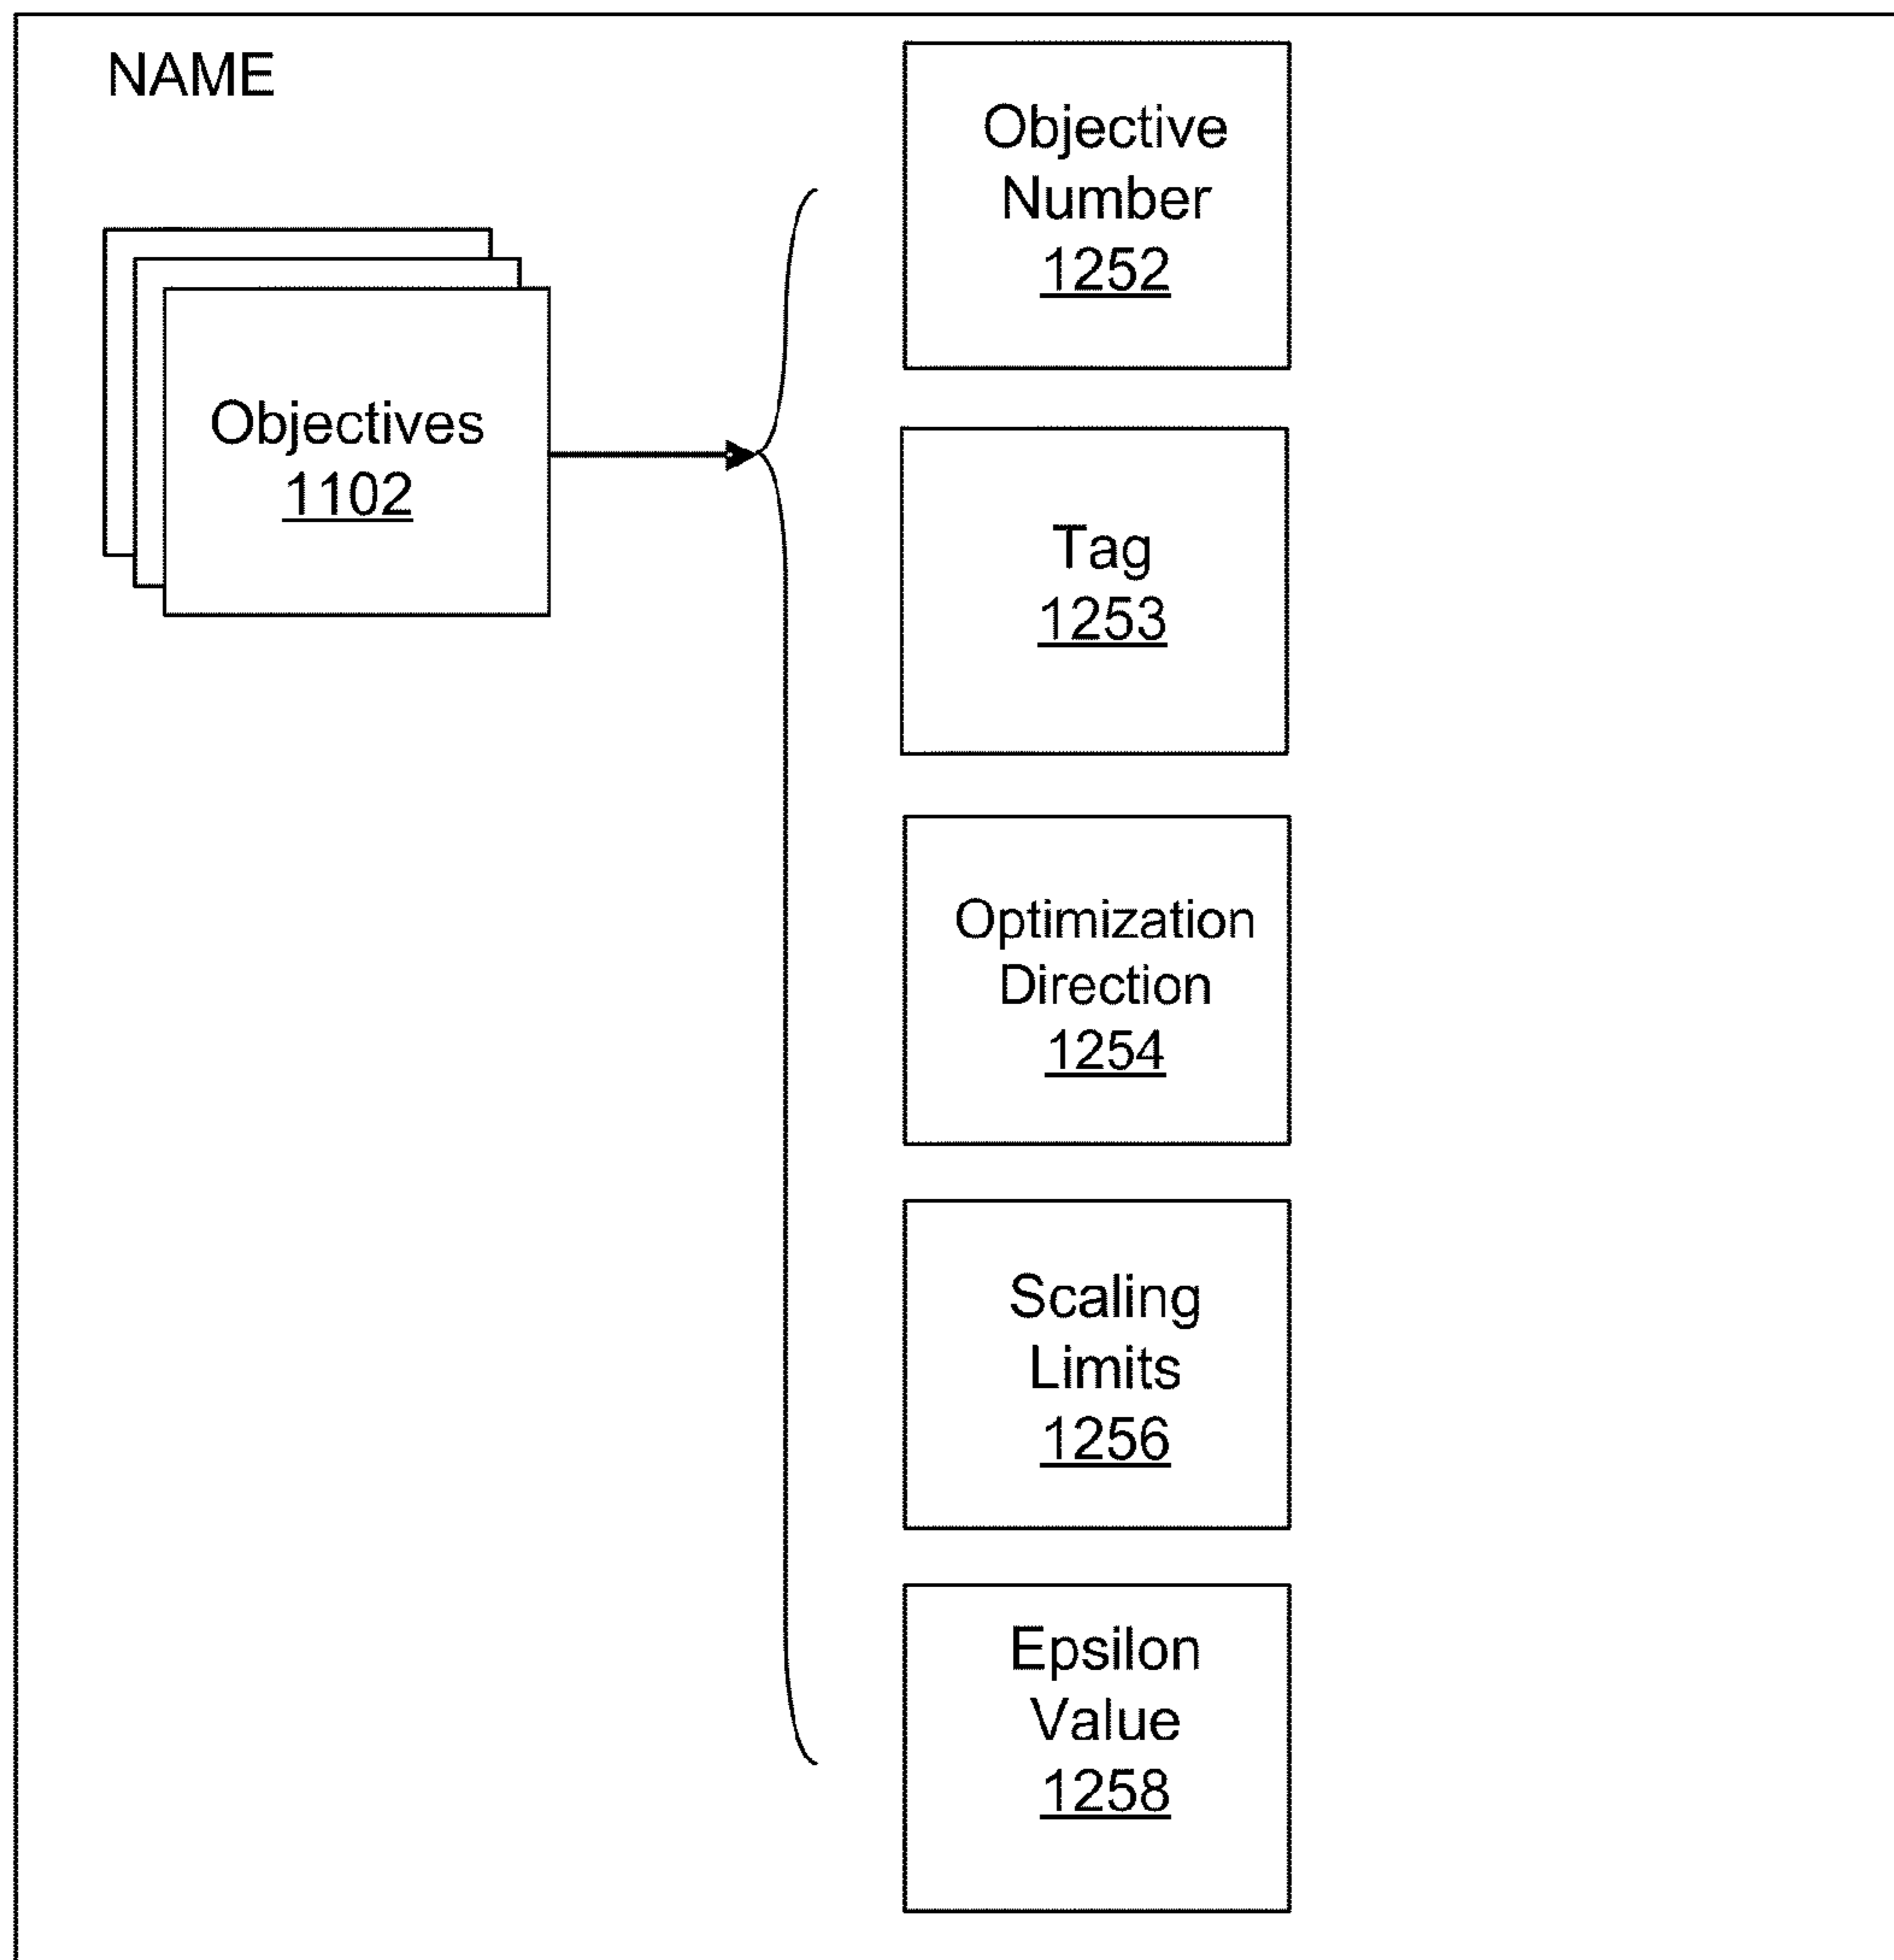 NAME
Objectives
1102
Objective
Number
1252
Tag
1253
Optimization
Direction
1254
Scaling
Limits
1256
Epsilon
Value
1258